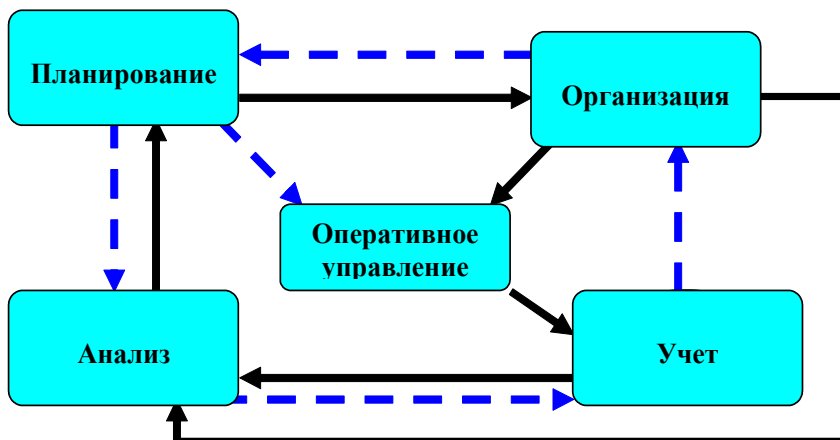 Планирование
Организация
Оперативное
управление
Анализ
Учет